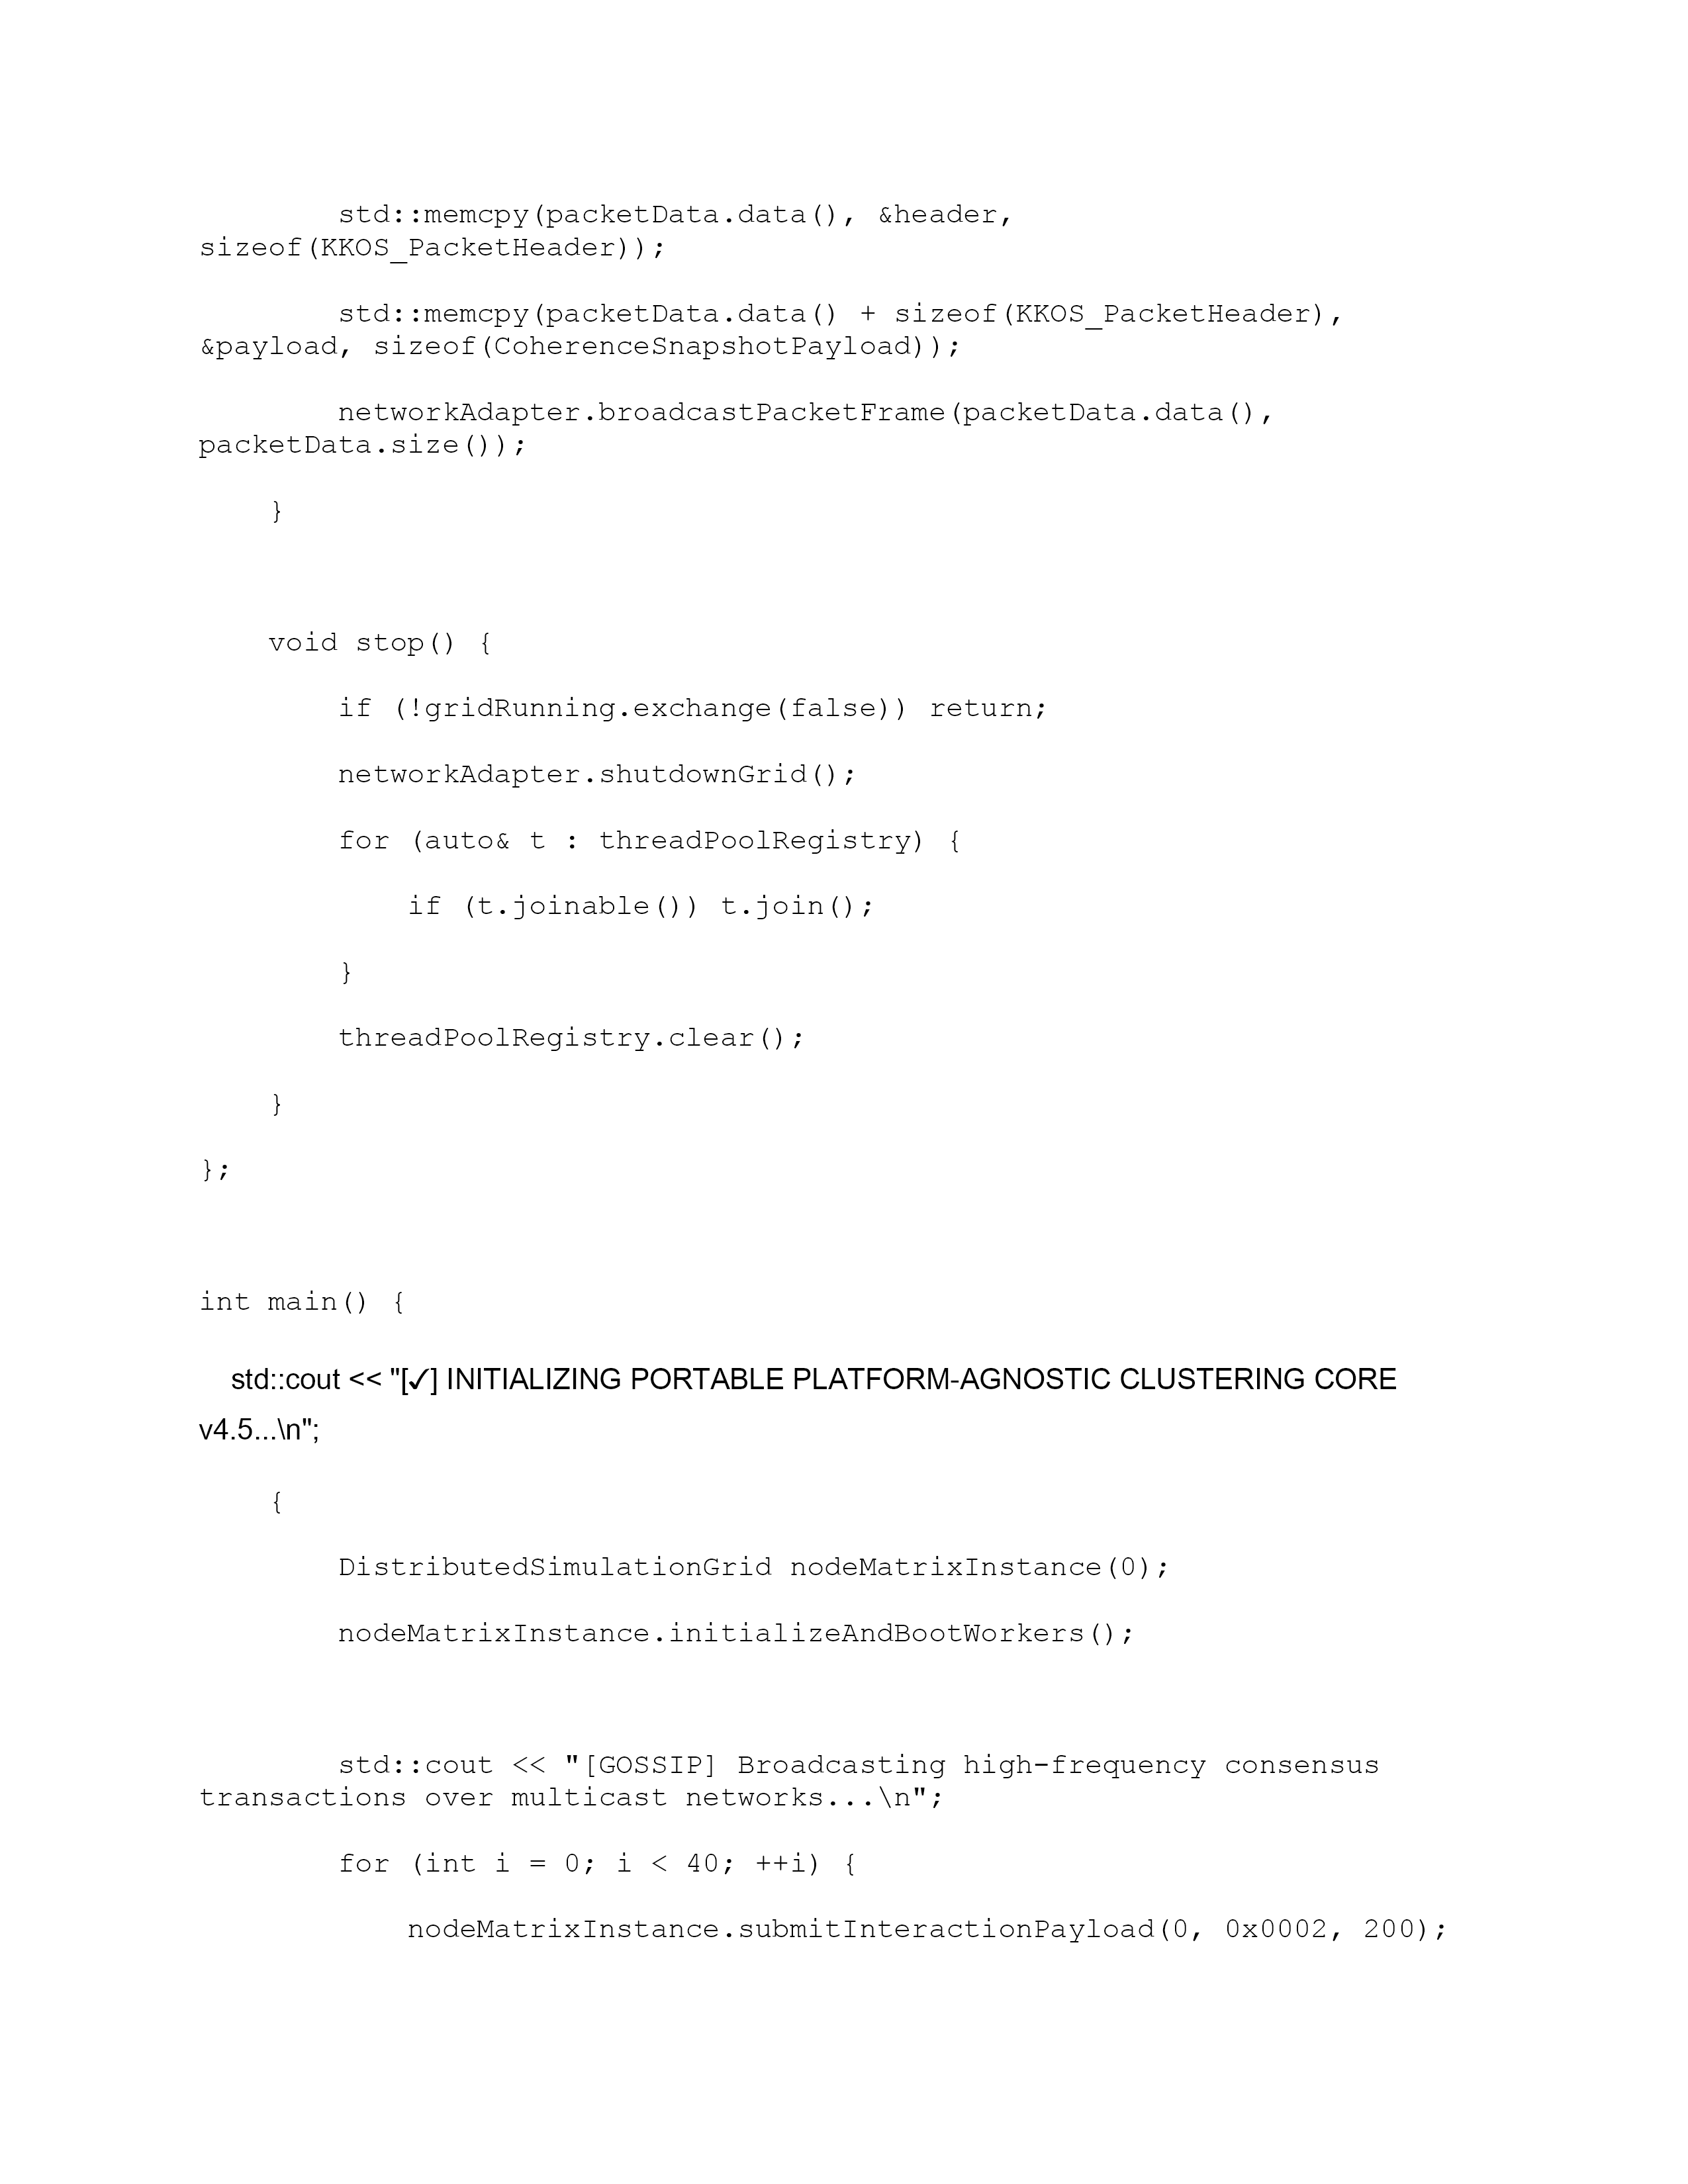 std::memcpy(packetData.data(), &header,
sizeof(KKOS_PacketHeader));
std::memcpy(packetData.data() + sizeof(KKOS_PacketHeader),
&payload, sizeof(CoherenceSnapshotPayload));
networkAdapter.broadcastPacketFrame(packetData.data(),
packetData.size());
}
void stop() {
if (!gridRunning.exchange(false)) return;
networkAdapter.shutdownGrid();
for (auto& t : threadPoolRegistry) {
if (t.joinable()) t.join();
}
threadPoolRegistry.clear();
}
};
int main() {
std::cout << "[✓] INITIALIZING PORTABLE PLATFORM-AGNOSTIC CLUSTERING CORE
v4.5...\n";
{
DistributedSimulationGrid nodeMatrixInstance(0);
nodeMatrixInstance.initializeAndBootWorkers();
std::cout << "[GOSSIP] Broadcasting high-frequency consensus
transactions over multicast networks...\n";
for (int i = 0; i < 40; ++i) {
nodeMatrixInstance.submitInteractionPayload(0, 0x0002, 200);